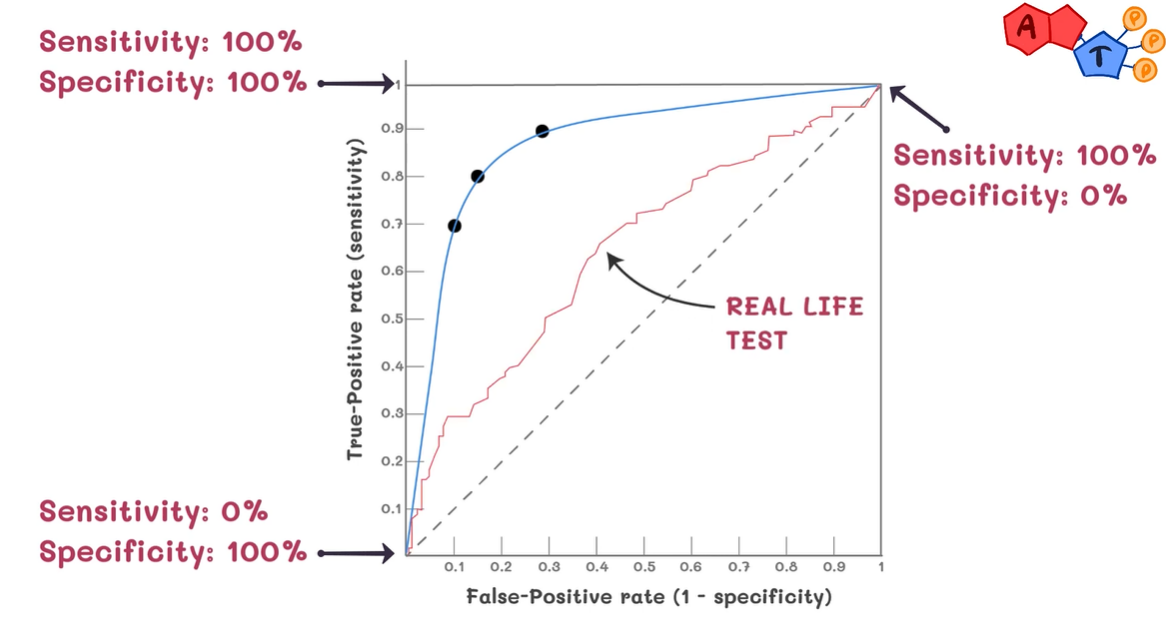 Sensitivity: 100%
Specificity: 100%
A
T
P
P
P
Sensitivity: 100%
Specificity: 0%
REAL LIFE
TEST
Sensitivity: 0%
Specificity: 100%
True-Positive rate (sensitivity)
1
0.9
0.8
0.7
0.6
0.5
0.4
0.3
0.2
0.1
0.1 0.2 0.3 0.4 0.5 0.6 0.7 0.8 0.9 1
False-Positive rate (1 - specificity)